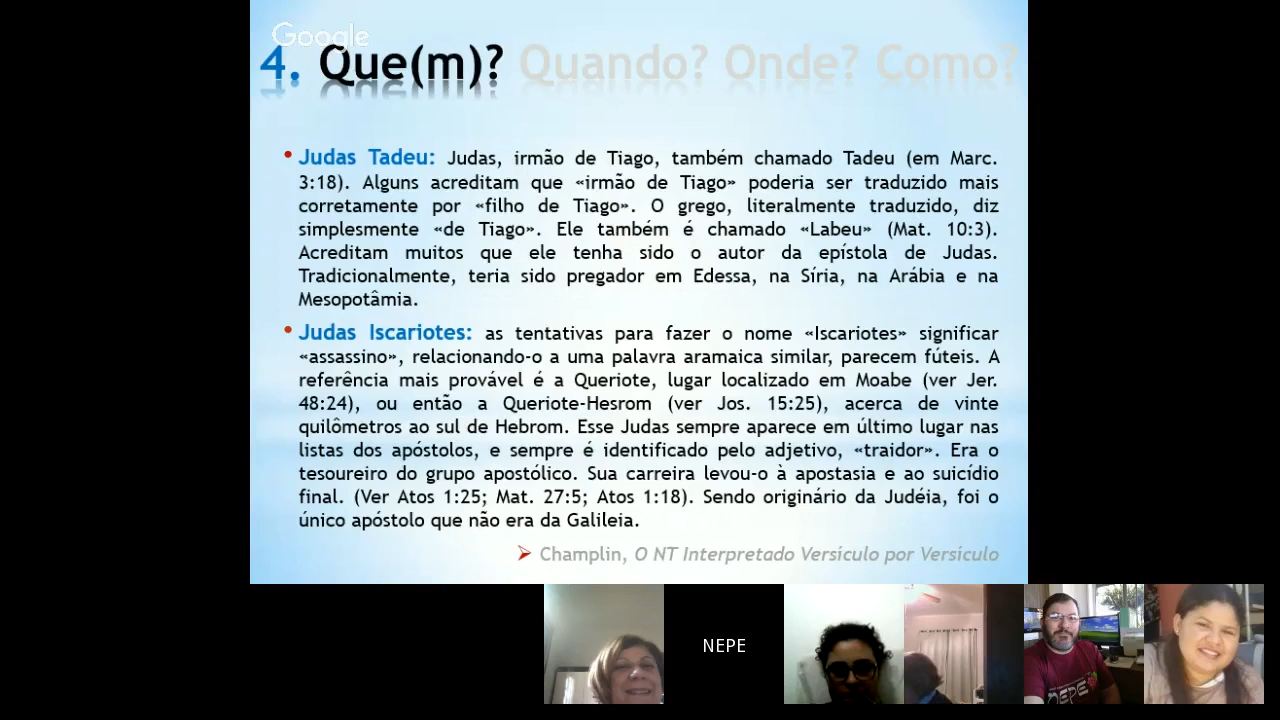 Google
4. Que(m)? Quando? Onde? Como?
• Judas Tadeu: Judas, irmão de Tiago, também chamado Tadeu (em Marc.
3:18). Alguns acreditam que «irmão de Tiago» poderia ser traduzido mais
corretamente por «filho de Tiago». O grego, literalmente traduzido, diz
simplesmente «de Tiago». Ele também é chamado «Labeu» (Mat. 10:3).
Acreditam muitos que ele tenha sido o autor da epístola de Judas.
Tradicionalmente, teria sido pregador em Edessa, na Síria, na Arábia e na
Mesopotâmia.
• Judas Iscariotes: as tentativas para fazer o nome «Iscariotes» significar
«assassino», relacionando-o a uma palavra aramaica similar, parecem fúteis. A
referência mais provável é a Queriote, lugar localizado em Moabe (ver Jer.
48:24), ou então a Queriote-Hesrom (ver Jos. 15:25), acerca de vinte
quilômetros ao sul de Hebrom. Esse Judas sempre aparece em último lugar nas
listas dos apóstolos, e sempre é identificado pelo adjetivo, «traidor». Era o
tesoureiro do grupo apostólico. Sua carreira levou-o à apostasia e ao suicídio
final. (Ver Atos 1:25; Mat. 27:5; Atos 1:18). Sendo originário da Judéia, foi o
único apóstolo que não era da Galileia.
Champlin, O NT Interpretado Versículo por Versículo
NEPE
NEPE